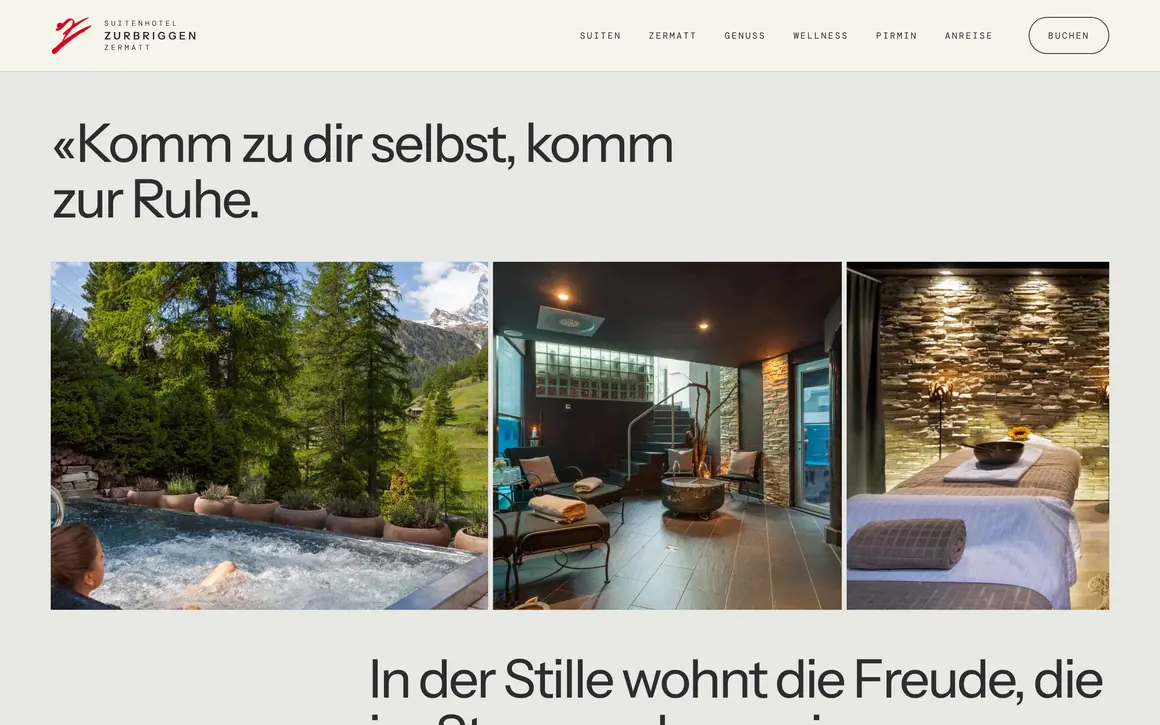 SUITENHOTEL
ZURBRIGGEN
ZERMATT
SUITEN ZERMATT GENUSS WELLNESS PIRMIN ANREISE BUCHEN
«Komm zu dir selbst, komm
zur Ruhe.
In der Stille wohnt die Freude, die